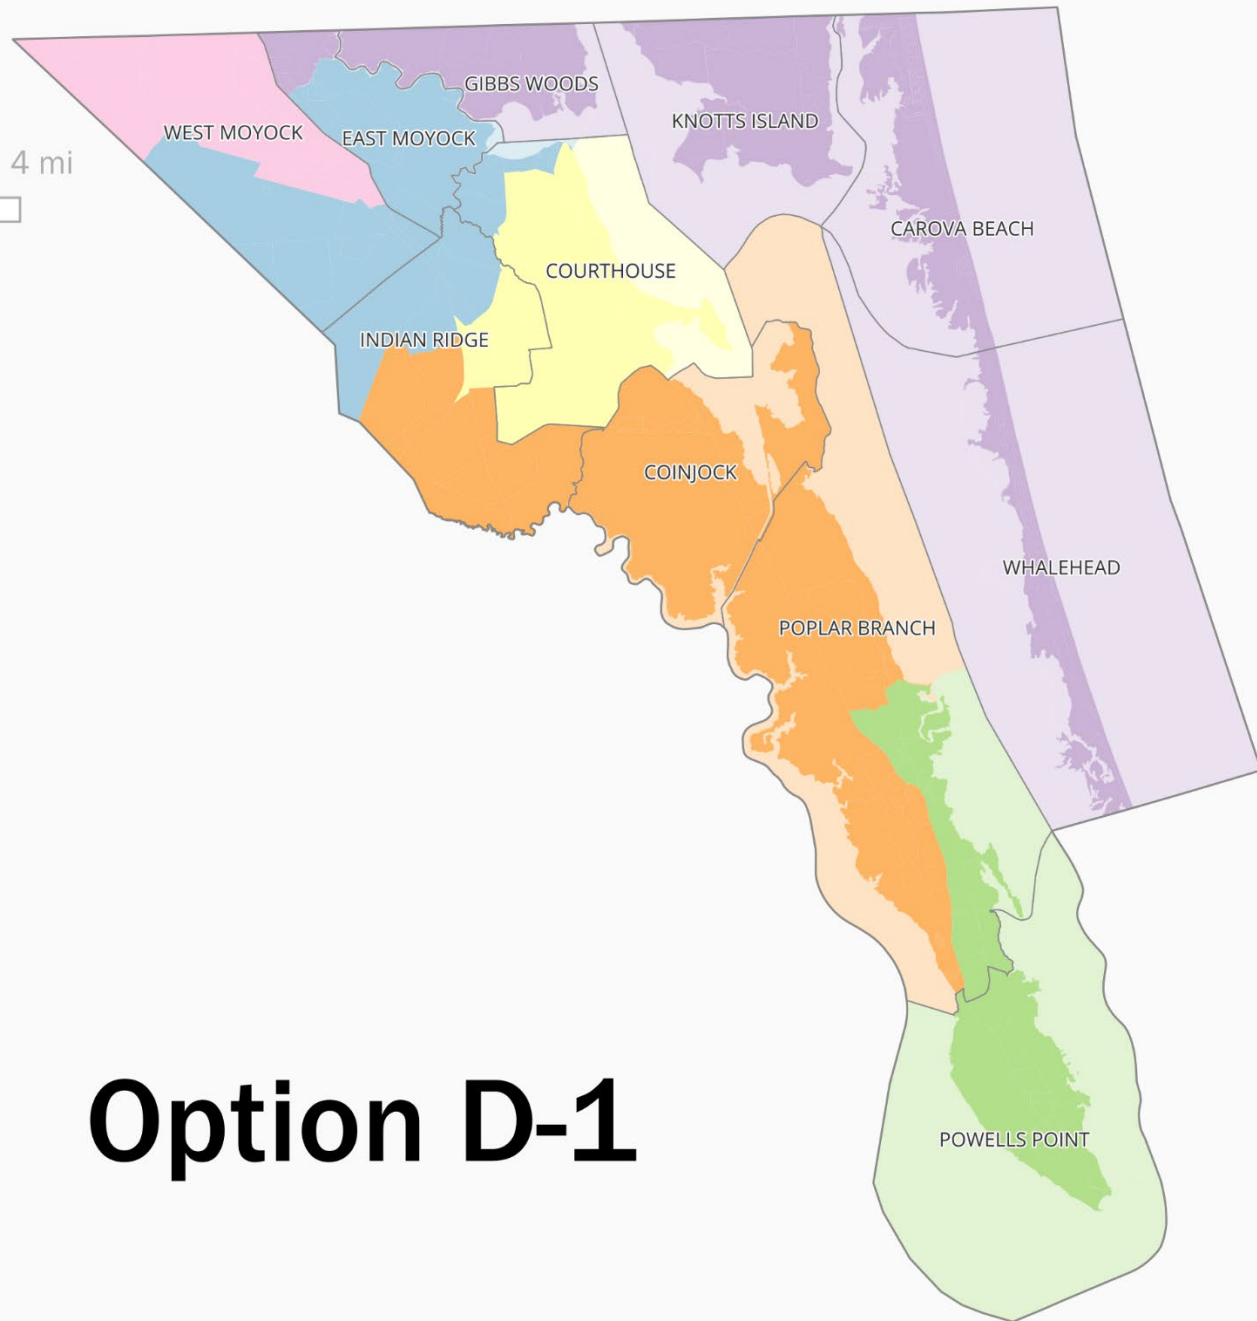 GIBBS WOODS
KNOTTS ISLAND
WEST MOYOCK
EAST MOYOCK
4 mi
CAROVA BEACH
COURTHOUSE
INDIAN RIDGE
COINJOCK
WHALEHEAD
POPLAR BRANCH
Option D-1
POWELLS POINT